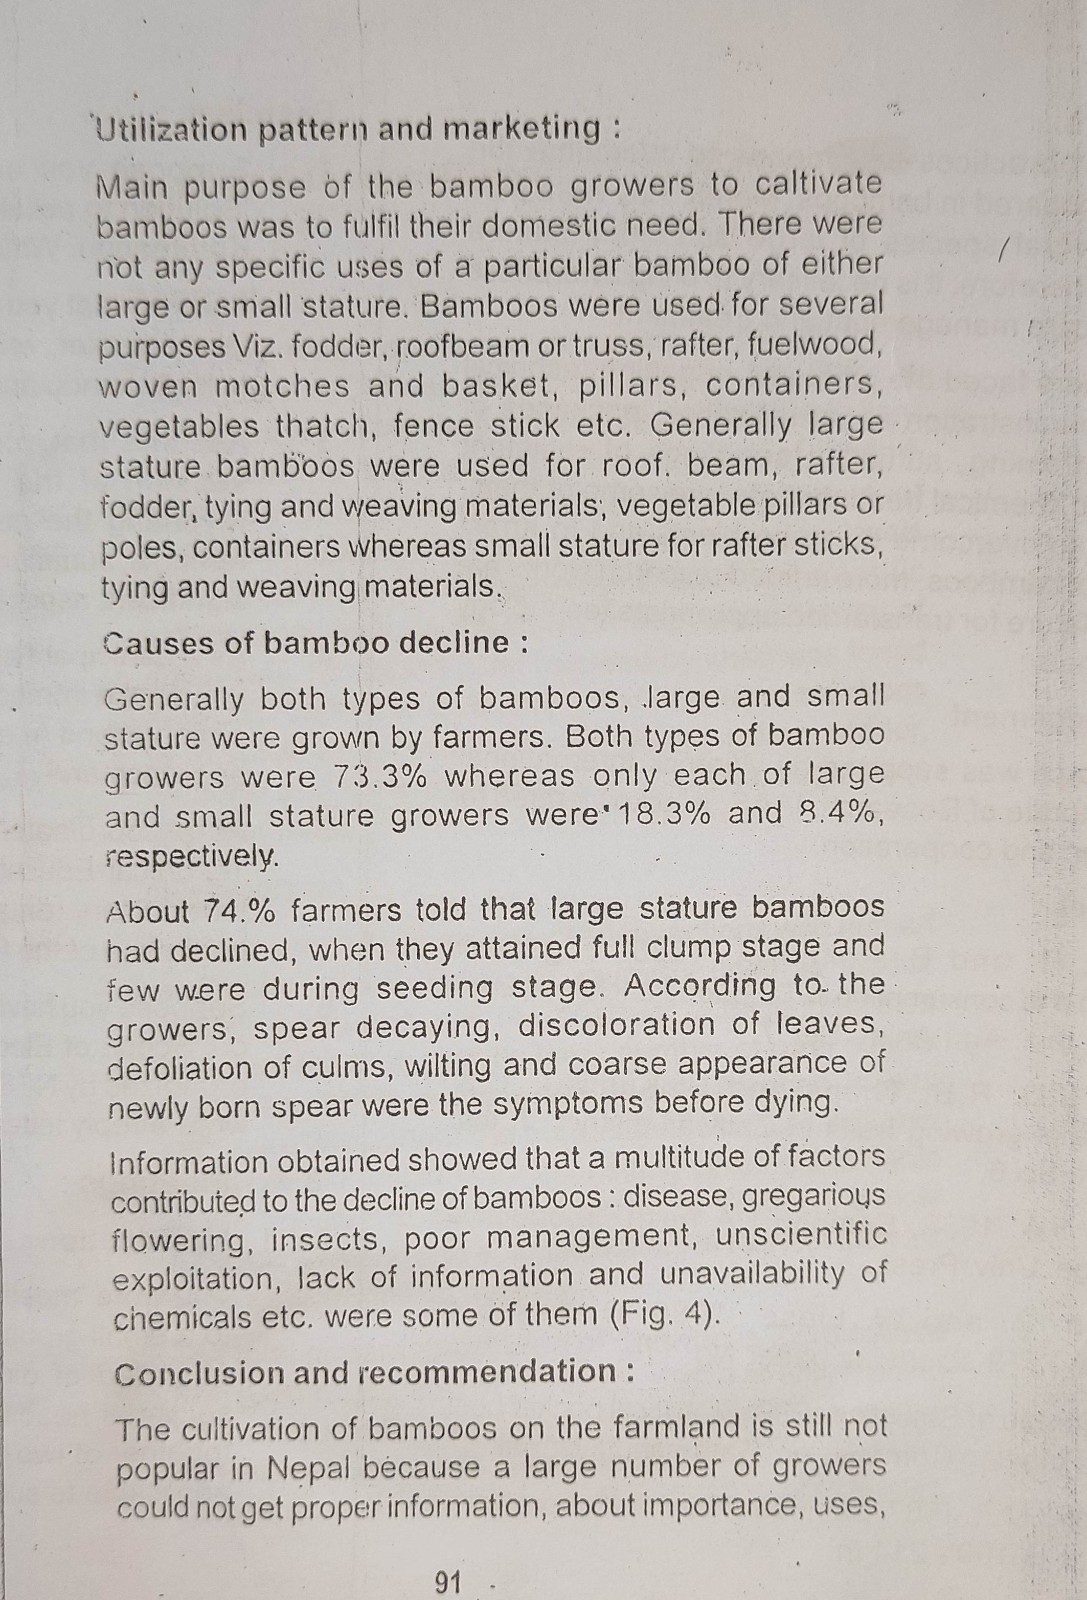 Utilization pattern and marketing :
Main purpose of the bamboo growers to caltivate
bamboos was to fulfil their domestic need. There were
not any specific uses of a particular bamboo of either
large or small stature. Bamboos were used for several
purposes Viz. fodder, roofbeam or truss, rafter, fuelwood,
woven motches and basket, pillars, containers,
vegetables thatch, fence stick etc. Generally large
stature bamboos were used for roof. beam, rafter,
fodder, tying and weaving materials, vegetable pillars or
poles, containers whereas small stature for rafter sticks,
tying and weaving materials.
Causes of bamboo decline :
Generally both types of bamboos, large and small
stature were grown by farmers. Both types of bamboo
growers were 73.3% whereas only each of large
and small stature growers were 18.3% and 8.4%,
respectively.
About 74.% farmers told that large stature bamboos
had declined, when they attained full clump stage and
few were during seeding stage. According to the
growers, spear decaying, discoloration of leaves,
defoliation of culms, wilting and coarse appearance of
newly born spear were the symptoms before dying.
Information obtained showed that a multitude of factors
contributed to the decline of bamboos : disease, gregarious
flowering, insects, poor management, unscientific
exploitation, lack of information and unavailability of
chemicals etc. were some of them (Fig. 4).
Conclusion and recommendation :
The cultivation of bamboos on the farmland is still not
popular in Nepal because a large number of growers
could not get proper information, about importance, uses,
91